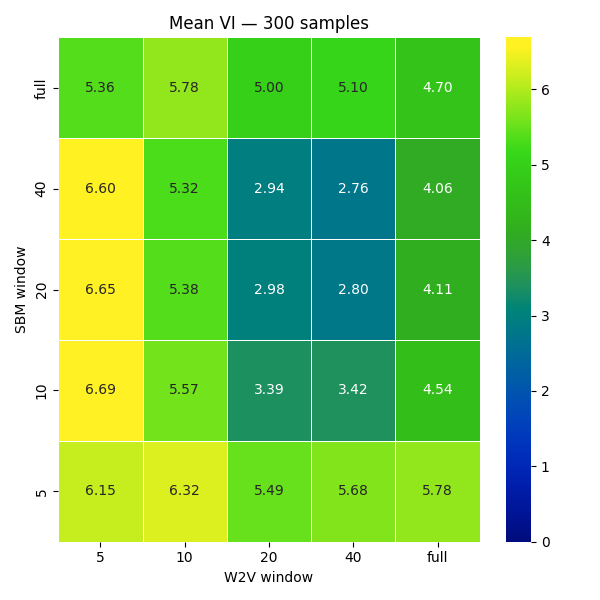 Mean VI — 300 samples
full 5.36 5.78 5.00 5.10 4.70
40 6.60 5.32 2.94 2.76 4.06
20 6.65 5.38 2.98 2.80 4.11
10 6.69 5.57 3.39 3.42 4.54
5 6.15 6.32 5.49 5.68 5.78
5 10 20 40 full
W2V window
SBM window
6
5
4
3
2
1
0